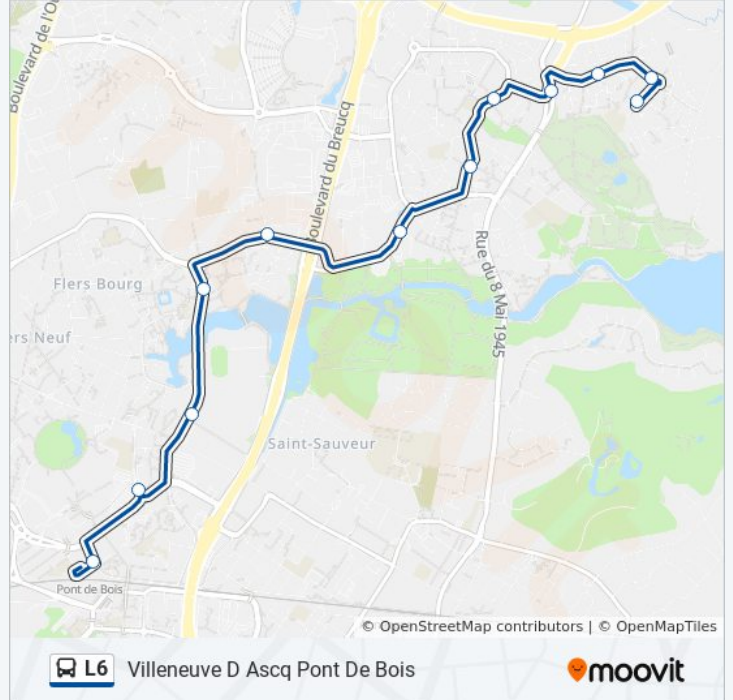 Boulevard de l'Ou
Boulevard du Breucq
Rue du 8 Mai 1945
Flers Bourg
ers Neuf
Saint-Sauveur
Pont de Bois
© OpenStreetMap contributors | © OpenMapTiles
L6 Villeneuve D Ascq Pont De Bois
moovit